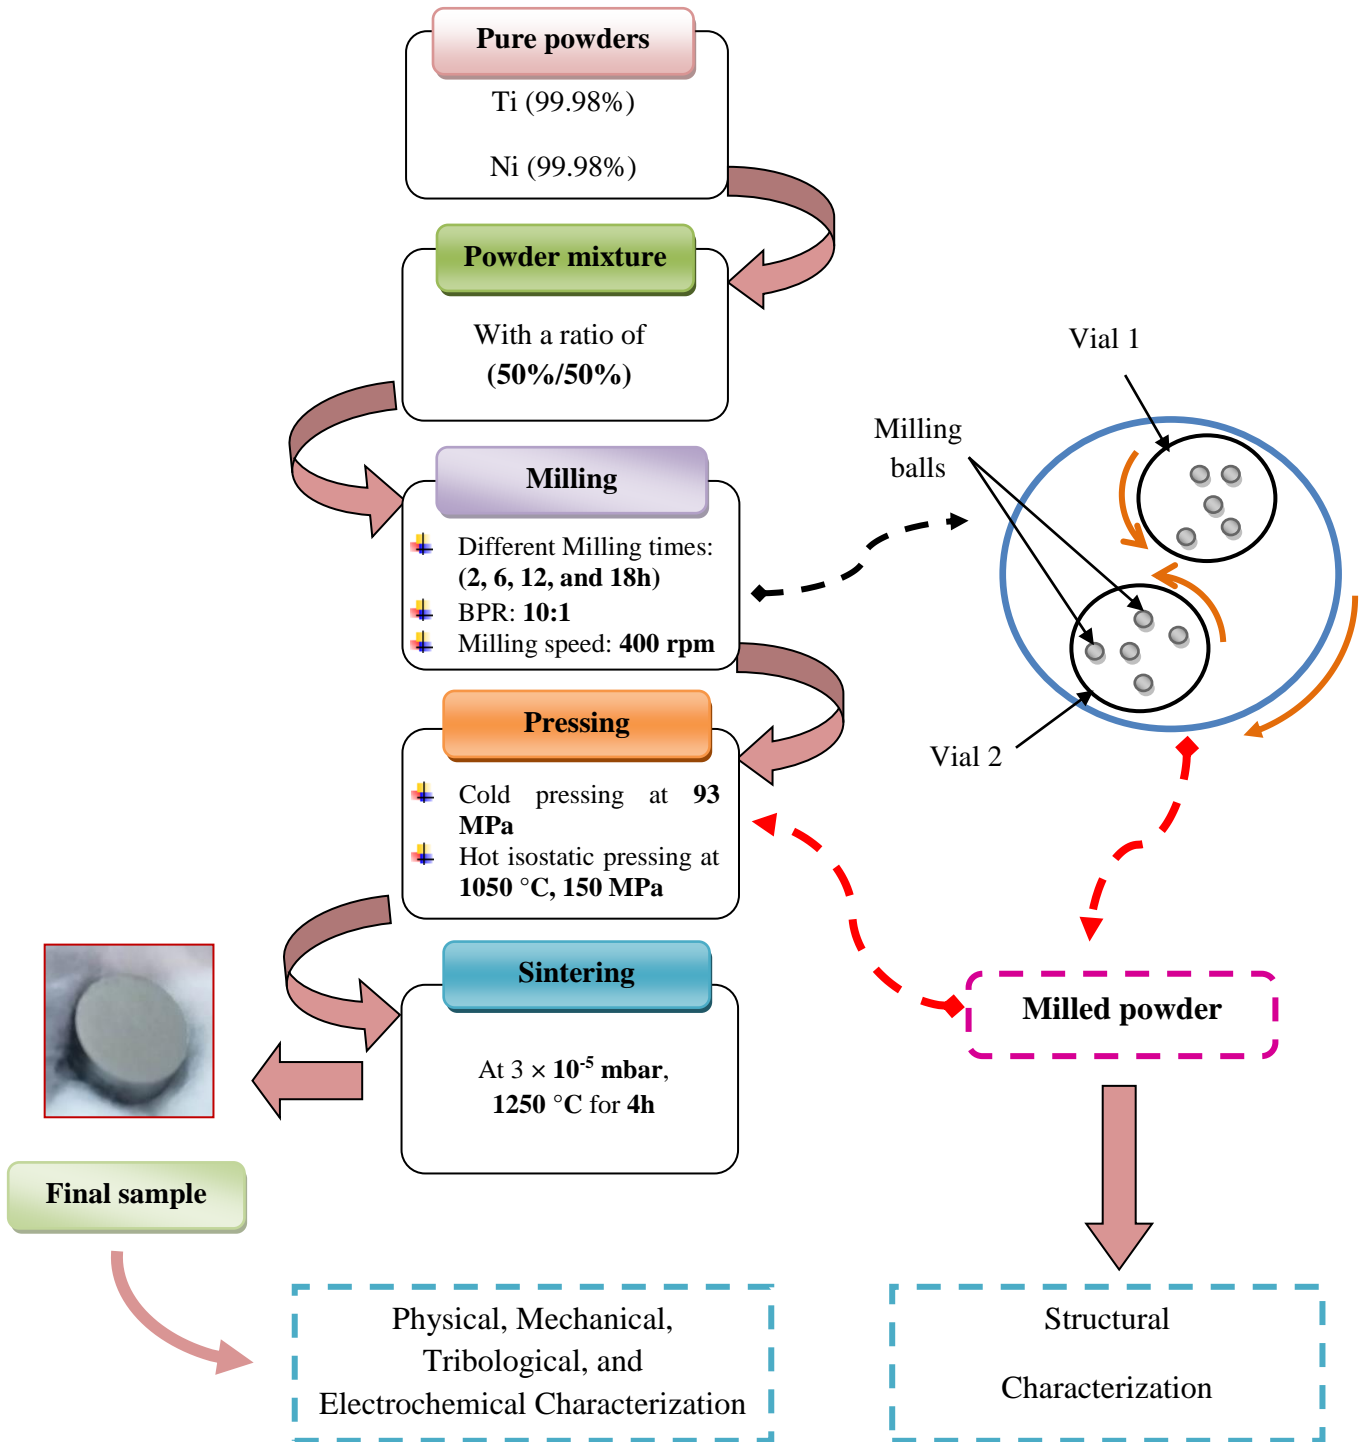 Pure powders
Ti (99.98%)
Ni (99.98%)
Powder mixture
With a ratio of
(50%/50%)
Milling
Different Milling times:
(2, 6, 12, and 18h)
BPR: 10:1
Milling speed: 400 rpm
Vial 1
Milling
balls
Vial 2
Pressing
Cold pressing at 93
MPa
Hot isostatic pressing at
1050 °C, 150 MPa
Sintering
At 3 × 10⁻⁵ mbar,
1250 °C for 4h
Milled powder
Final sample
Physical, Mechanical,
Tribological, and
Electrochemical Characterization
Structural
Characterization